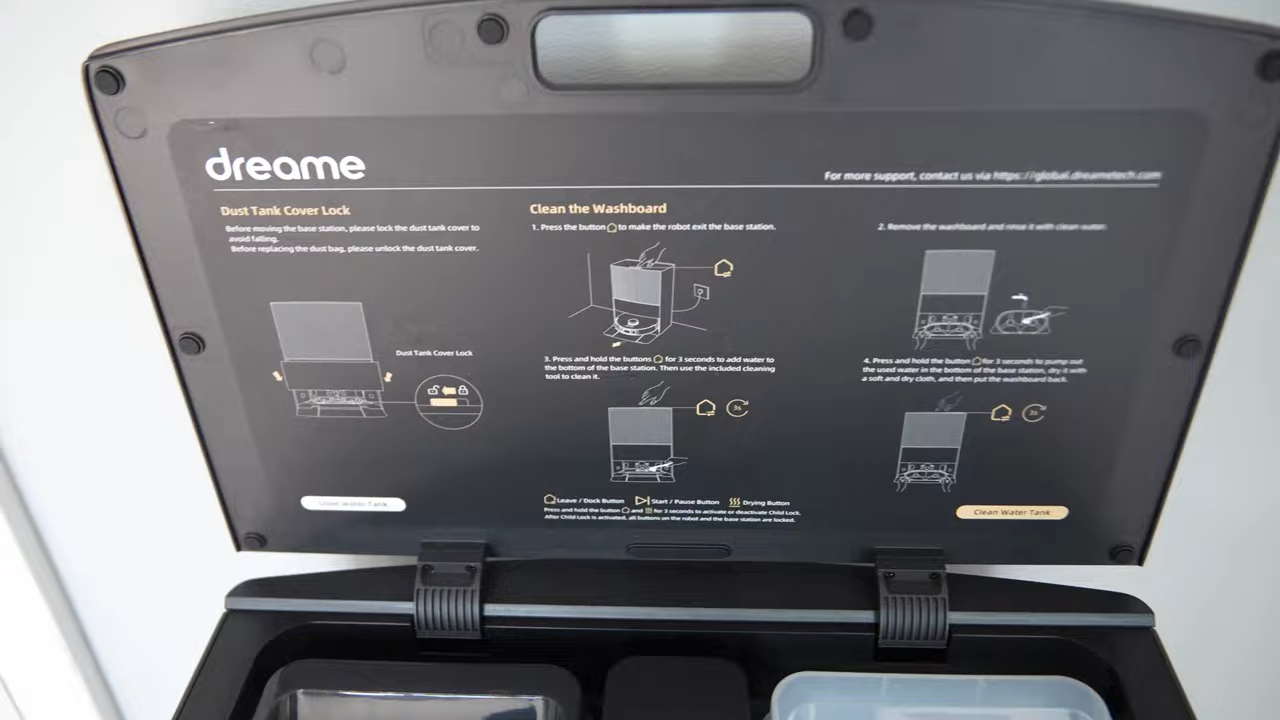 dreame
For more support, contact us via https://global.dreametech.com
Dust Tank Cover Lock
Before moving the base station, please lock the dust tank cover to
avoid falling.
Before replacing the dust bag, please unlock the dust tank cover.
Dust Tank Cover Lock
Clean the Washboard
1. Press the button to make the robot exit the base station.
2. Remove the washboard and rinse it with clean water.
3. Press and hold the buttons for 3 seconds to add water to
the bottom of the base station. Then use the included cleaning
tool to clean it.
3s
4. Press and hold the button for 3 seconds to pump out
the used water in the bottom of the base station, dry it with
a soft and dry cloth, and then put the washboard back.
3s
Leave / Dock Button Start / Pause Button Drying Button
Press and hold the button and for 3 seconds to activate or deactivate Child Lock.
After Child Lock is activated, all buttons on the robot and the base station are locked.
Used Water Tank
Clean Water Tank